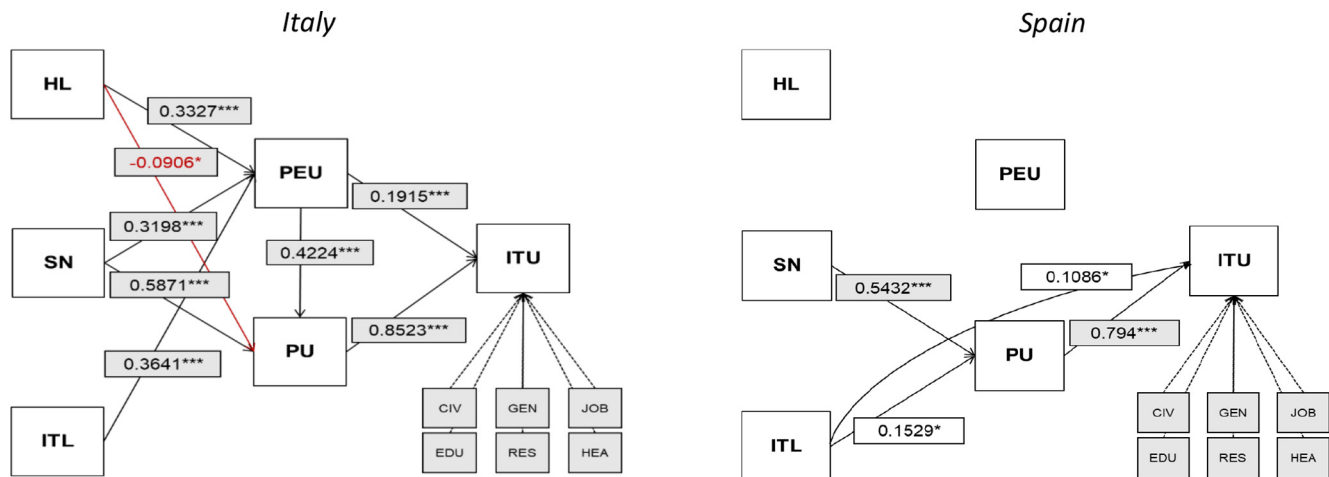 Italy
HL
0.3327***
-0.0906*
PEU
0.1915***
0.3198***
SN
0.4224***
ITU
0.5871***
0.8523***
PU
0.3641***
ITL
CIV
GEN
JOB
EDU
RES
HEA
Spain
HL
PEU
SN
ITU
0.1086*
0.5432***
0.794***
PU
0.1529*
ITL
CIV
GEN
JOB
EDU
RES
HEA